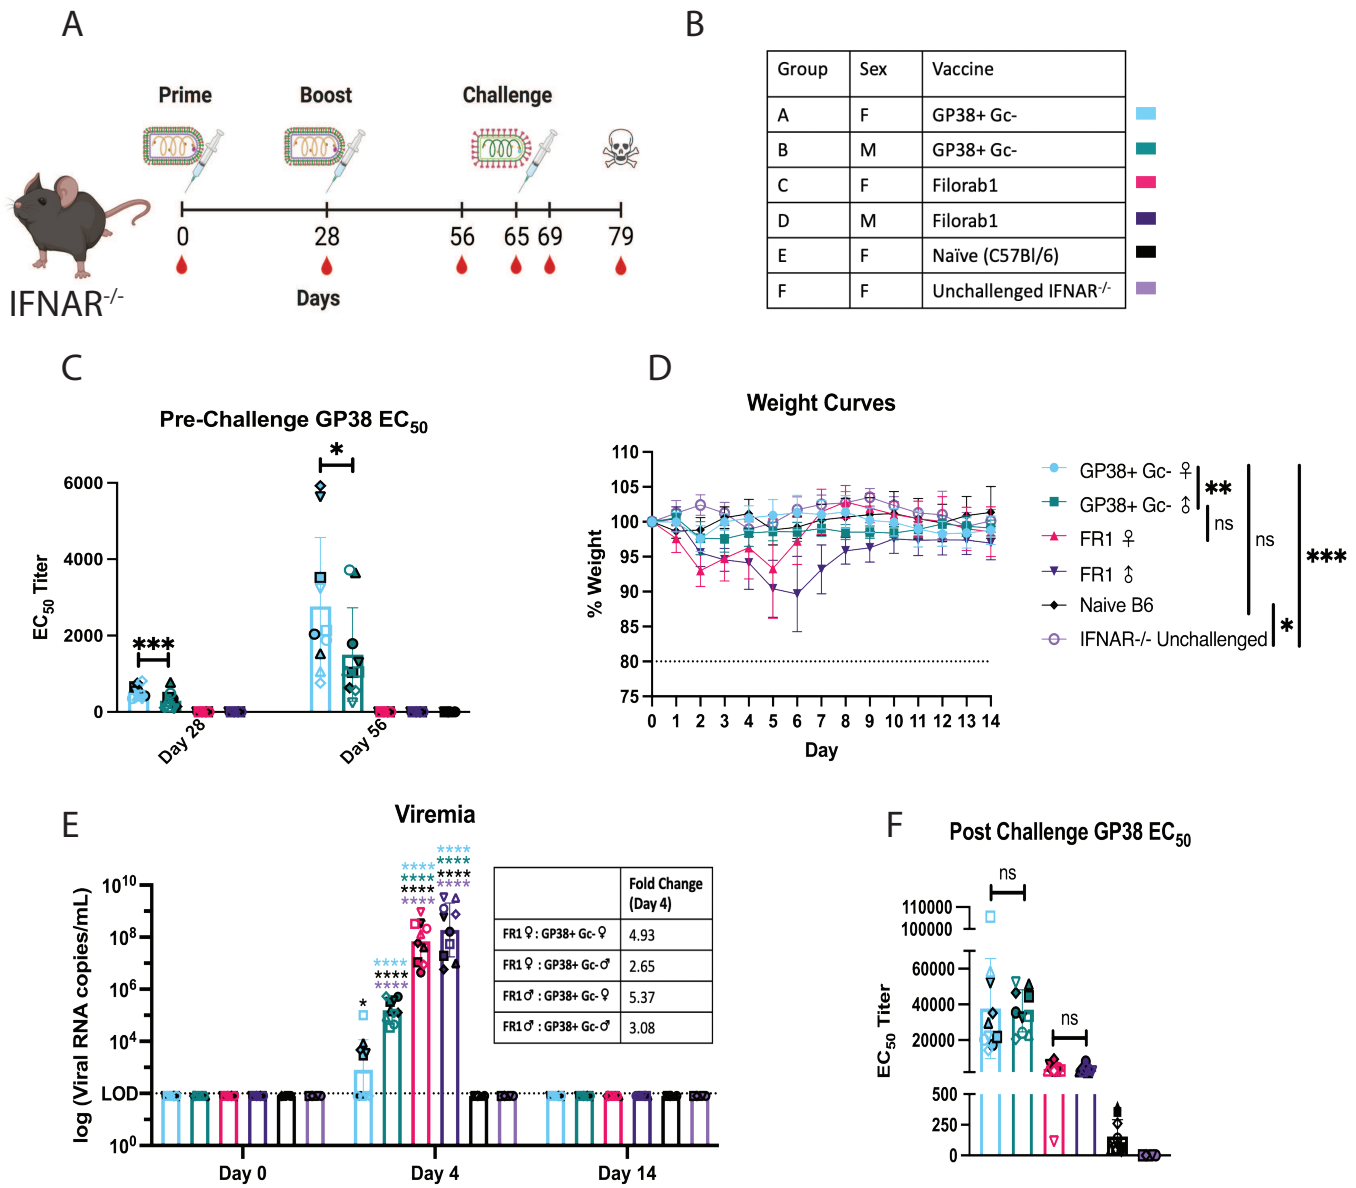 A
Prime Boost Challenge
0 28 56 65 69 79
Days
IFNAR-/-
B
Group Sex Vaccine
A F GP38+ Gc-
B M GP38+ Gc-
C F Filorab1
D M Filorab1
E F Naïve (C57Bl/6)
F F Unchallenged IFNAR-/-
C
Pre-Challenge GP38 EC50
EC50 Titer
6000
4000
2000
0
***
*
Day 28
Day 56
D
Weight Curves
% Weight
110
105
100
95
90
85
80
75
0 1 2 3 4 5 6 7 8 9 10 11 12 13 14
Day
GP38+ Gc- ♀
GP38+ Gc- ♂
FR1 ♀
FR1 ♂
Naive B6
IFNAR-/- Unchallenged
**
ns
ns
*
***
E
Viremia
log (Viral RNA copies/mL)
10^10
10^8
10^6
10^4
LOD
10^0
*
****
****
****
****
****
****
****
****
****
****
****
Day 0 Day 4 Day 14
Fold Change
(Day 4)
FR1♀ : GP38+ Gc-♀ 4.93
FR1♀ : GP38+ Gc-♂ 2.65
FR1♂ : GP38+ Gc-♀ 5.37
FR1♂ : GP38+ Gc-♂ 3.08
F
Post Challenge GP38 EC50
EC50 Titer
110000
100000
60000
40000
20000
500
250
0
ns
ns